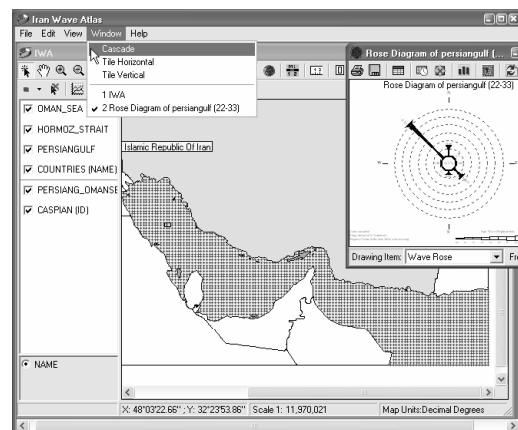 Iran Wave Atlas
File Edit View Window Help
IWA
Cascade
Tile Horizontal
Tile Vertical
1 IWA
✓ 2 Rose Diagram of persiangulf (22-33)
Rose Diagram of persiangulf (...
Rose Diagram of persiangulf (22-33)
OMAN_SEA
HORMOZ_STRAIT
PERSIANGULF
COUNTRIES (NAME)
PERSIANG_OMANSE
CASPIAN (ID)
Islamic Republic Of Iran
Drawing Item: Wave Rose
NAME
X: 48°03'22.66" ; Y: 32°23'53.86" Scale 1: 11,970,021 Map Units:Decimal Degrees